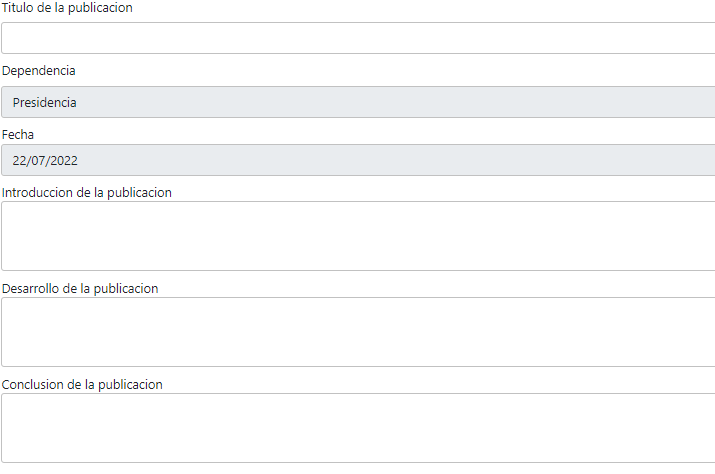 Titulo de la publicacion
Dependencia
Presidencia
Fecha
22/07/2022
Introduccion de la publicacion
Desarrollo de la publicacion
Conclusion de la publicacion